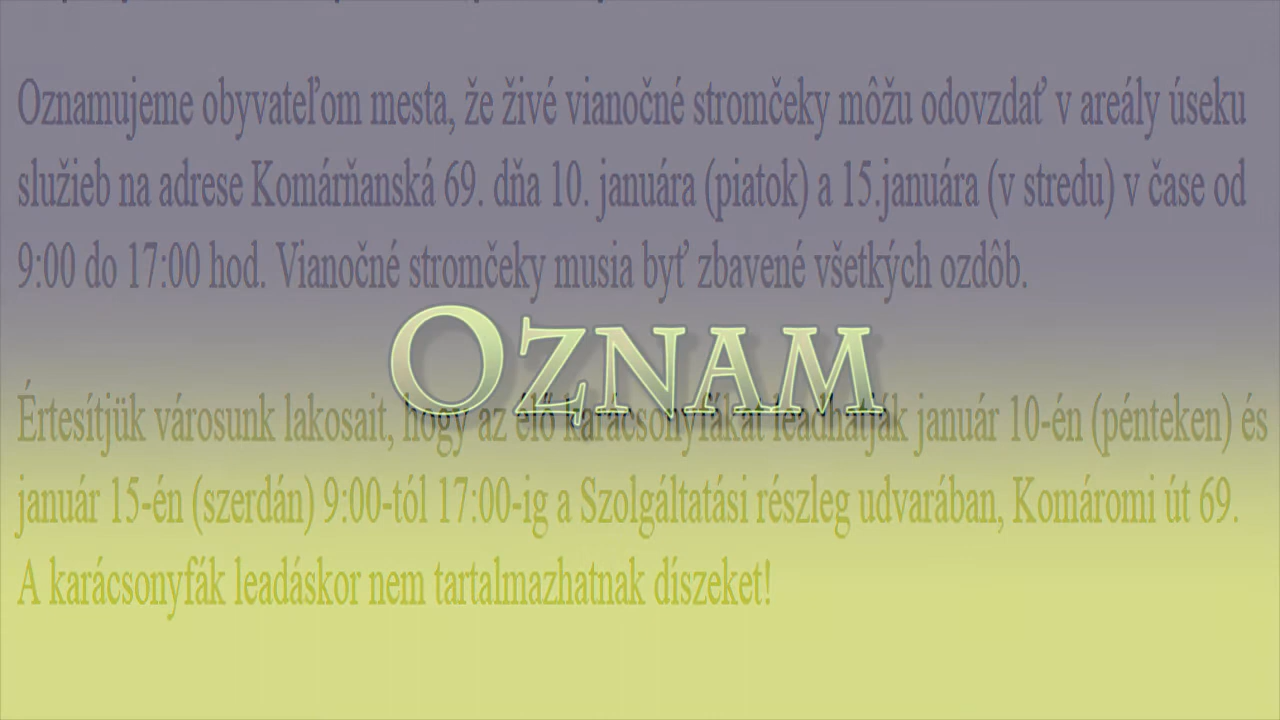 Oznamujeme obyvateľom mesta, že živé vianočné stromčeky môžu odovzdať v areály úseku
služieb na adrese Komárňanská 69. dňa 10. januára (piatok) a 15.januára (v stredu) v čase od
9:00 do 17:00 hod. Vianočné stromčeky musia byť zbavené všetkých ozdôb.
OZNAM
Értesítjük városunk lakosait, hogy az élő karácsonyfákat leadhatják január 10-én (pénteken) és
január 15-én (szerdán) 9:00-tól 17:00-ig a Szolgáltatási részleg udvarában, Komáromi út 69.
A karácsonyfák leadáskor nem tartalmazhatnak díszeket!